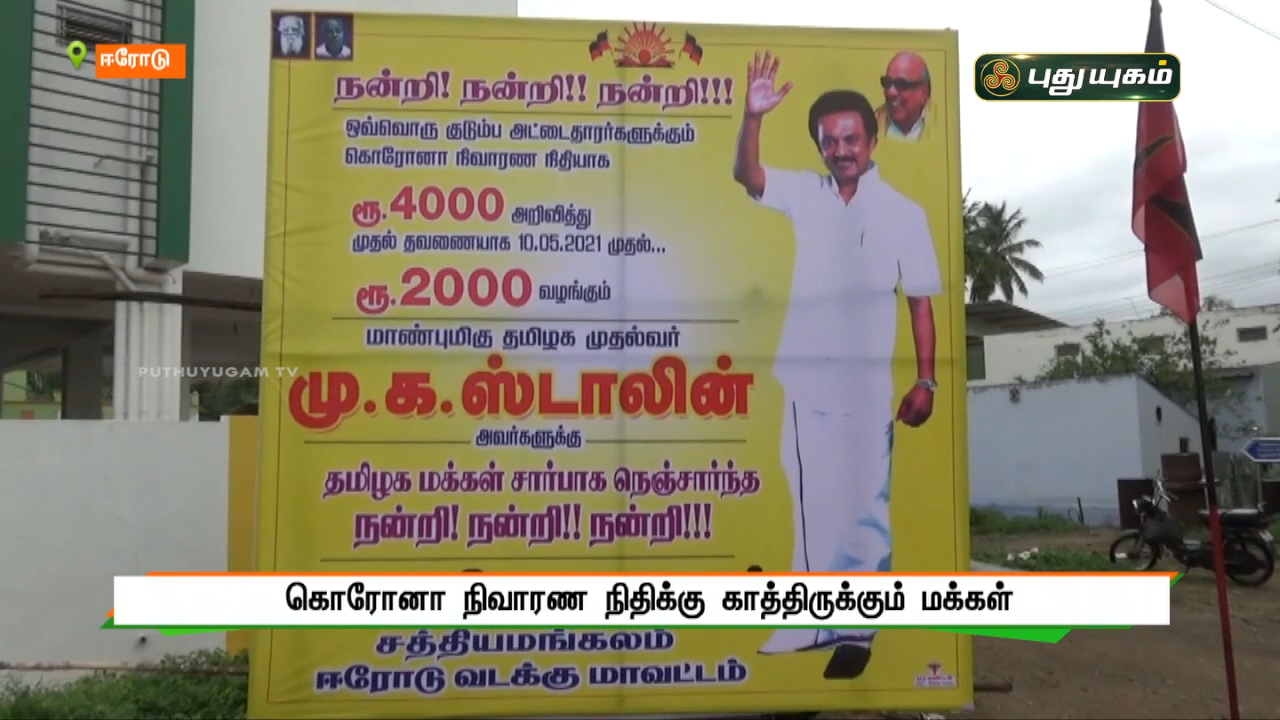 ஈரோடு
புதுயுகம்
நன்றி! நன்றி!! நன்றி!!!
ஒவ்வொரு குடும்ப அட்டைதாரர்களுக்கும்
கொரோனா நிவாரண நிதியாக
ரூ.4000 அறிவித்து
முதல் தவணையாக 10.05.2021 முதல்...
ரூ.2000 வழங்கும்
மாண்புமிகு தமிழக முதல்வர்
PUTHUYUGAM TV
மு.க.ஸ்டாலின்
அவர்களுக்கு
தமிழக மக்கள் சார்பாக நெஞ்சார்ந்த
நன்றி! நன்றி!! நன்றி!!!
கொரோனா நிவாரண நிதிக்கு காத்திருக்கும் மக்கள்
சத்தியமங்கலம்
ஈரோடு வடக்கு மாவட்டம்